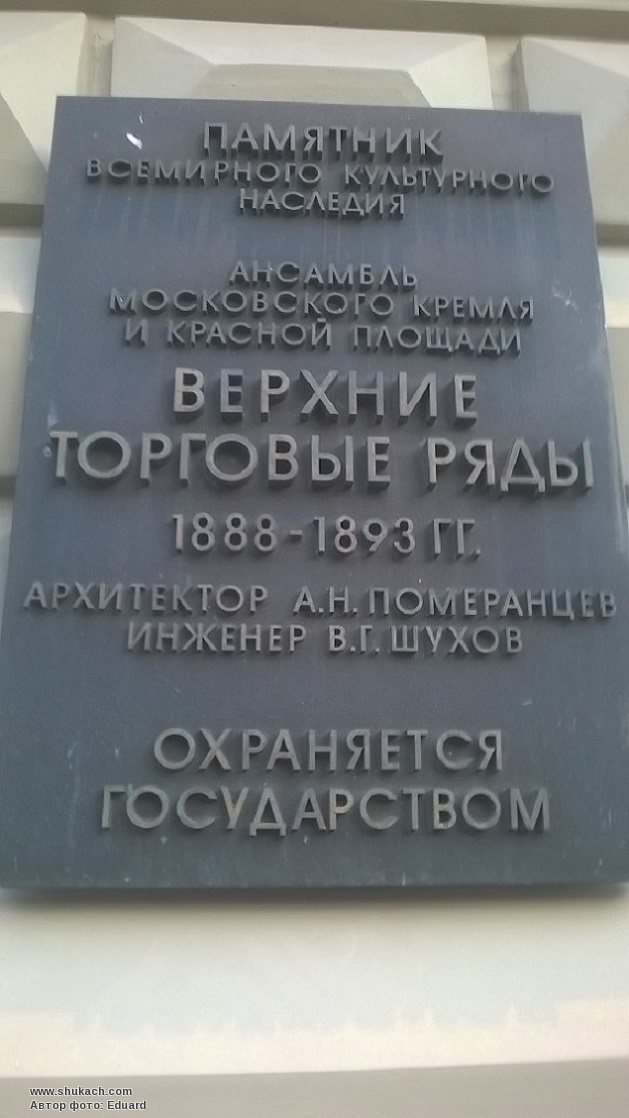 ПАМЯТНИК
ВСЕМИРНОГО КУЛЬТУРНОГО
НАСЛЕДИЯ
АНСАМБЛЬ
МОСКОВСКОГО КРЕМЛЯ
И КРАСНОЙ ПЛОЩАДИ
ВЕРХНИЕ
ТОРГОВЫЕ РЯДЫ
1888-1893 ГГ.
АРХИТЕКТОР А.Н. ПОМЕРАНЦЕВ
ИНЖЕНЕР В.Г. ШУХОВ
ОХРАНЯЕТСЯ
ГОСУДАРСТВОМ
www.shukach.com
Автор фото: Eduard